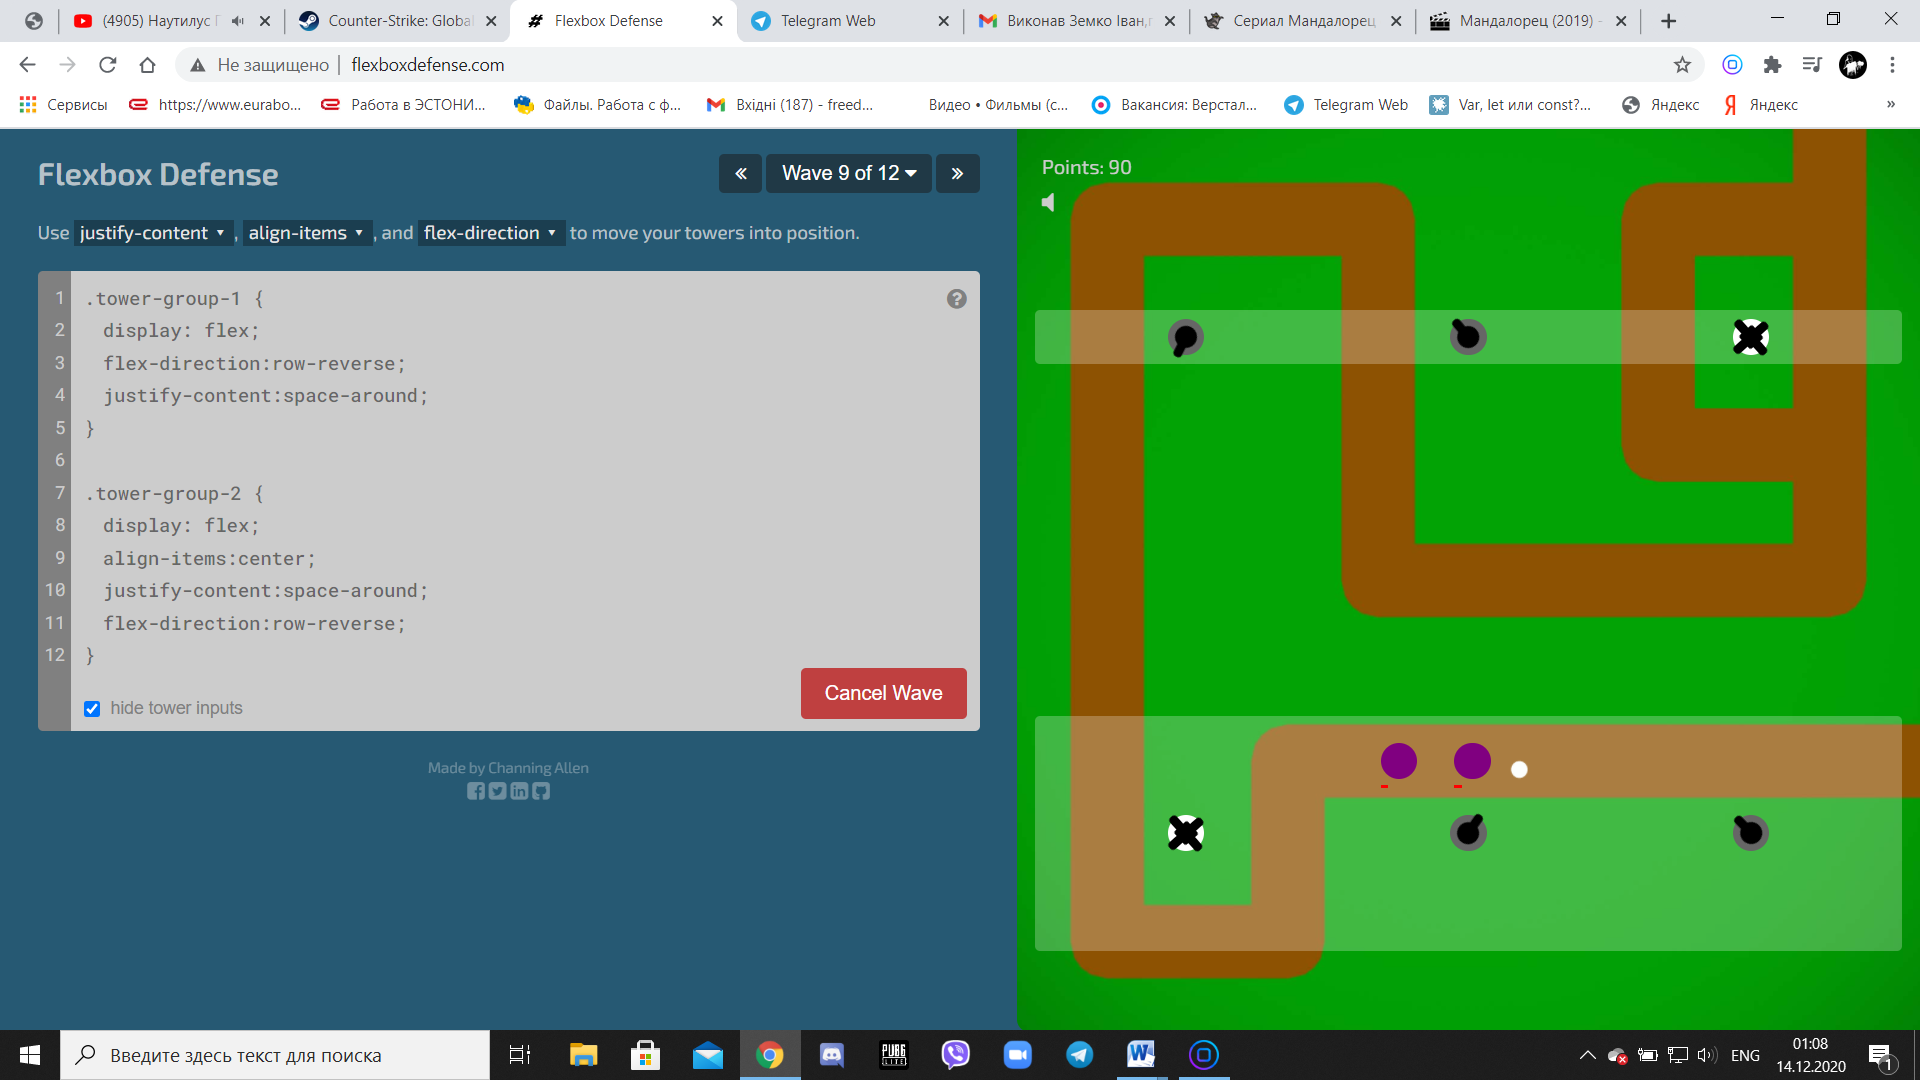 (4905) Наутилус
Counter-Strike: Global
Flexbox Defense
Telegram Web
Виконав Земко Іван,
Сериал Мандалорец
Мандалорец (2019) -
Не защищено
flexboxdefense.com
Сервисы
https://www.eurabo...
Работа в ЭСТОНИ...
Файлы. Работа с ф...
Вхідні (187) - freed...
Видео • Фильмы (с...
Вакансия: Верстал...
Telegram Web
Var, let или const?...
Яндекс
Яндекс
»
Flexbox Defense
«
Wave 9 of 12
»
Use justify-content, align-items, and flex-direction to move your towers into position.
1 .tower-group-1 {
2 display: flex;
3 flex-direction:row-reverse;
4 justify-content:space-around;
5 }
6
7 .tower-group-2 {
8 display: flex;
9 align-items:center;
10 justify-content:space-around;
11 flex-direction:row-reverse;
12 }
?
hide tower inputs
Cancel Wave
Made by Channing Allen
Points: 90
Введите здесь текст для поиска
PUBG
LITE
ENG
01:08
14.12.2020
1